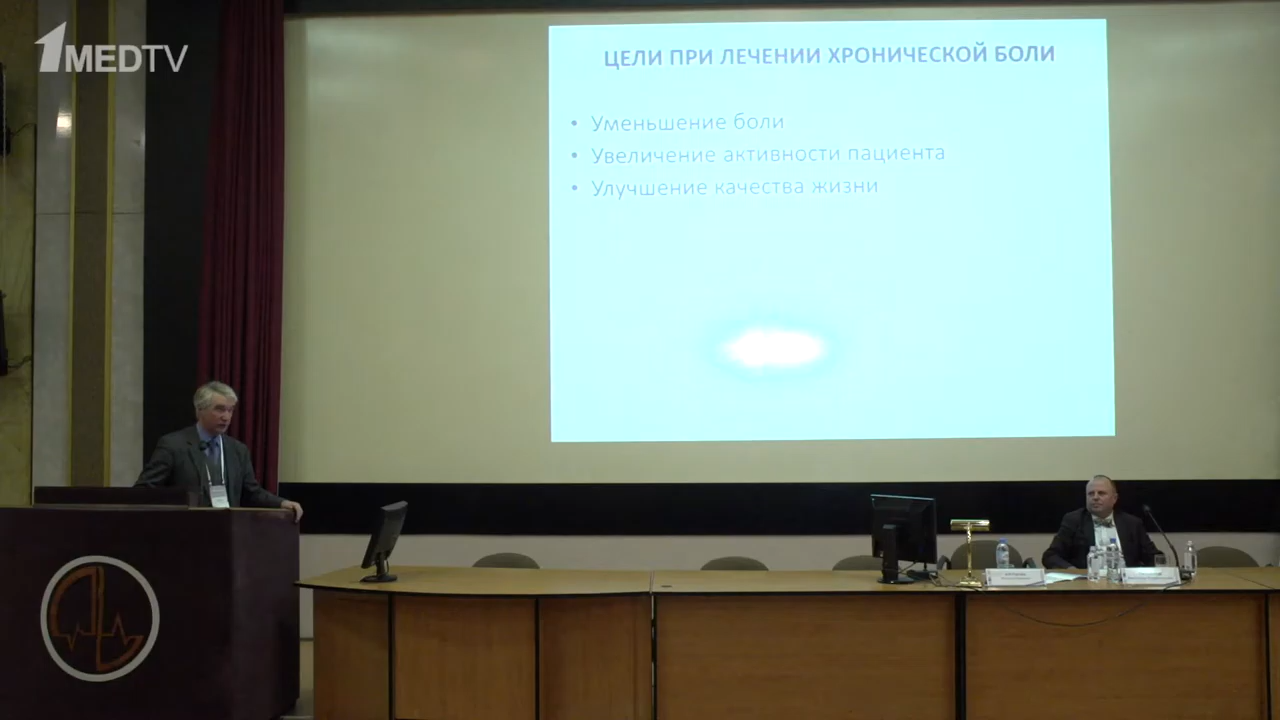 1MEDTV
ЦЕЛИ ПРИ ЛЕЧЕНИИ ХРОНИЧЕСКОЙ БОЛИ
• Уменьшение боли
• Увеличение активности пациента
• Улучшение качества жизни